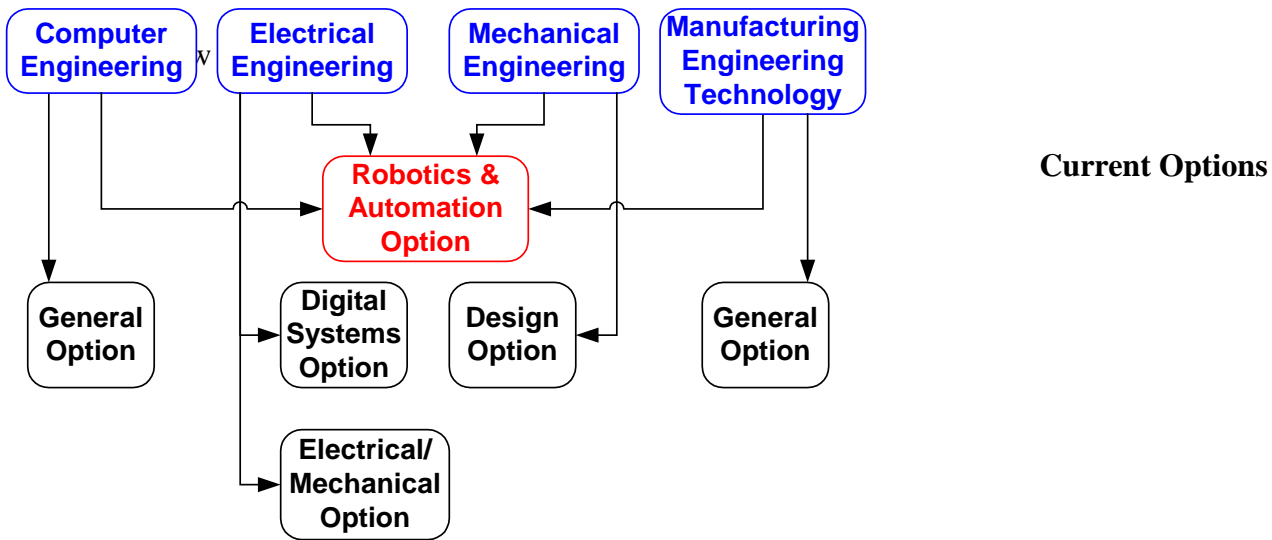 Computer
Engineering
v
Electrical
Engineering
Mechanical
Engineering
Manufacturing
Engineering
Technology
Robotics &
Automation
Option
Current Options
General
Option
Digital
Systems
Option
Design
Option
General
Option
Electrical/
Mechanical
Option